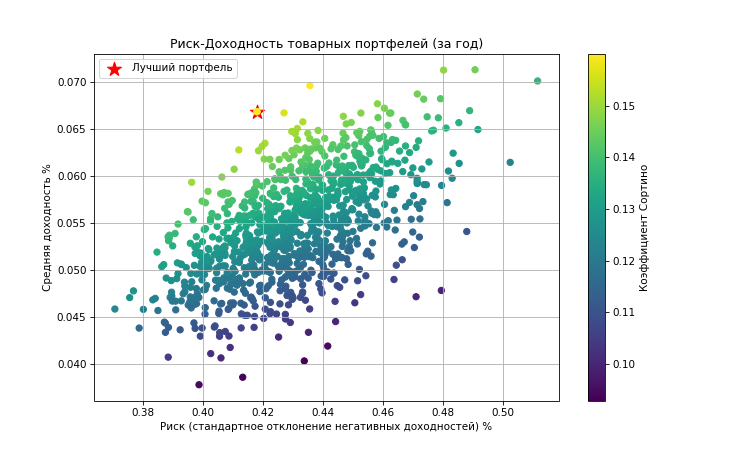 Риск-Доходность товарных портфелей (за год)
Лучший портфель
Средняя доходность %
0.070
0.065
0.060
0.055
0.050
0.045
0.040
0.38 0.40 0.42 0.44 0.46 0.48 0.50
Риск (стандартное отклонение негативных доходностей) %
0.15
0.14
0.13
0.12
0.11
0.10
Коэффициент Сортино